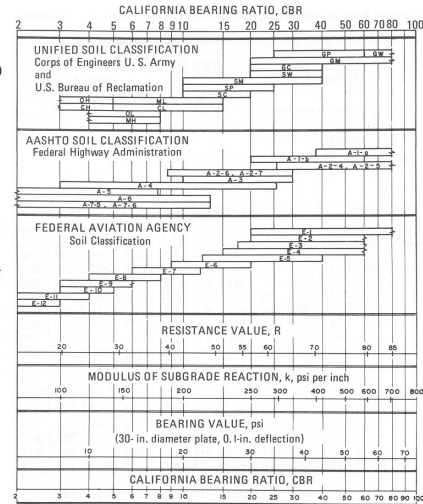 CALIFORNIA BEARING RATIO, CBR
2 3 4 5 6 7 8 9 10 15 20 25 30 40 50 60 70 80 100
UNIFIED SOIL CLASSIFICATION
Corps of Engineers U. S. Army
and
U.S. Bureau of Reclamation
GP GW
GM
GC
SW
SM
SP
SC
OH ML
CH CL
OL
MH
AASHTO SOIL CLASSIFICATION
Federal Highway Administration
A-1-a
A-1-b
A-2-4, A-2-5
A-2-6, A-2-7
A-3
A-4
A-5
A-6
A-7-5, A-7-6
FEDERAL AVIATION AGENCY
Soil Classification
E-1
E-2
E-3
E-4
E-5
E-6
E-7
E-8
E-9
E-10
E-11
E-12
RESISTANCE VALUE, R
20 30 40 50 55 60 70 80 85
MODULUS OF SUBGRADE REACTION, k, psi per inch
100 150 200 250 300 400 500 600 700 800
BEARING VALUE, psi
(30- in. diameter plate, 0.1-in. deflection)
10 20 30 40 50 60 70
CALIFORNIA BEARING RATIO, CBR
2 3 4 5 6 7 8 9 10 15 20 25 30 40 50 60 70 80 90 100